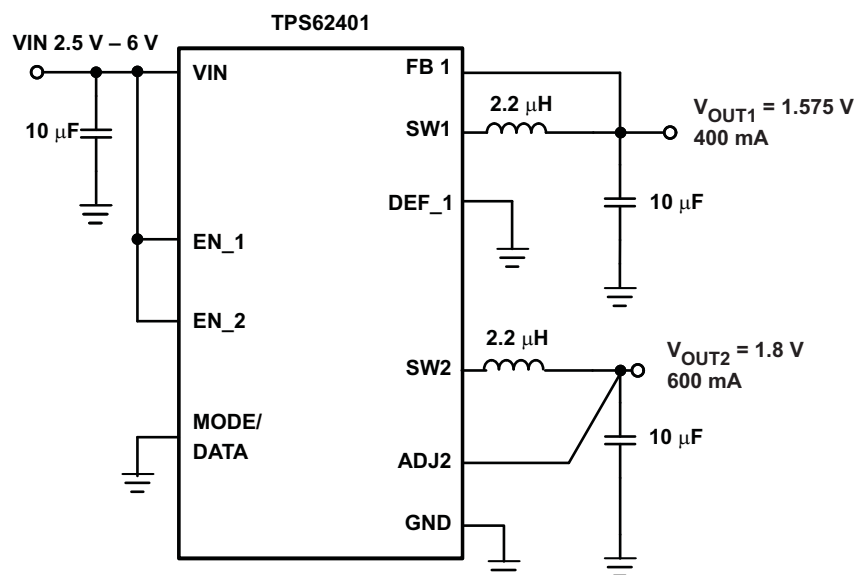 TPS62401
VIN 2.5 V – 6 V
VIN
FB 1
10 μF
2.2 μH
SW1
VOUT1 = 1.575 V
400 mA
DEF_1
10 μF
EN_1
EN_2
2.2 μH
SW2
VOUT2 = 1.8 V
600 mA
MODE/
DATA
10 μF
ADJ2
GND